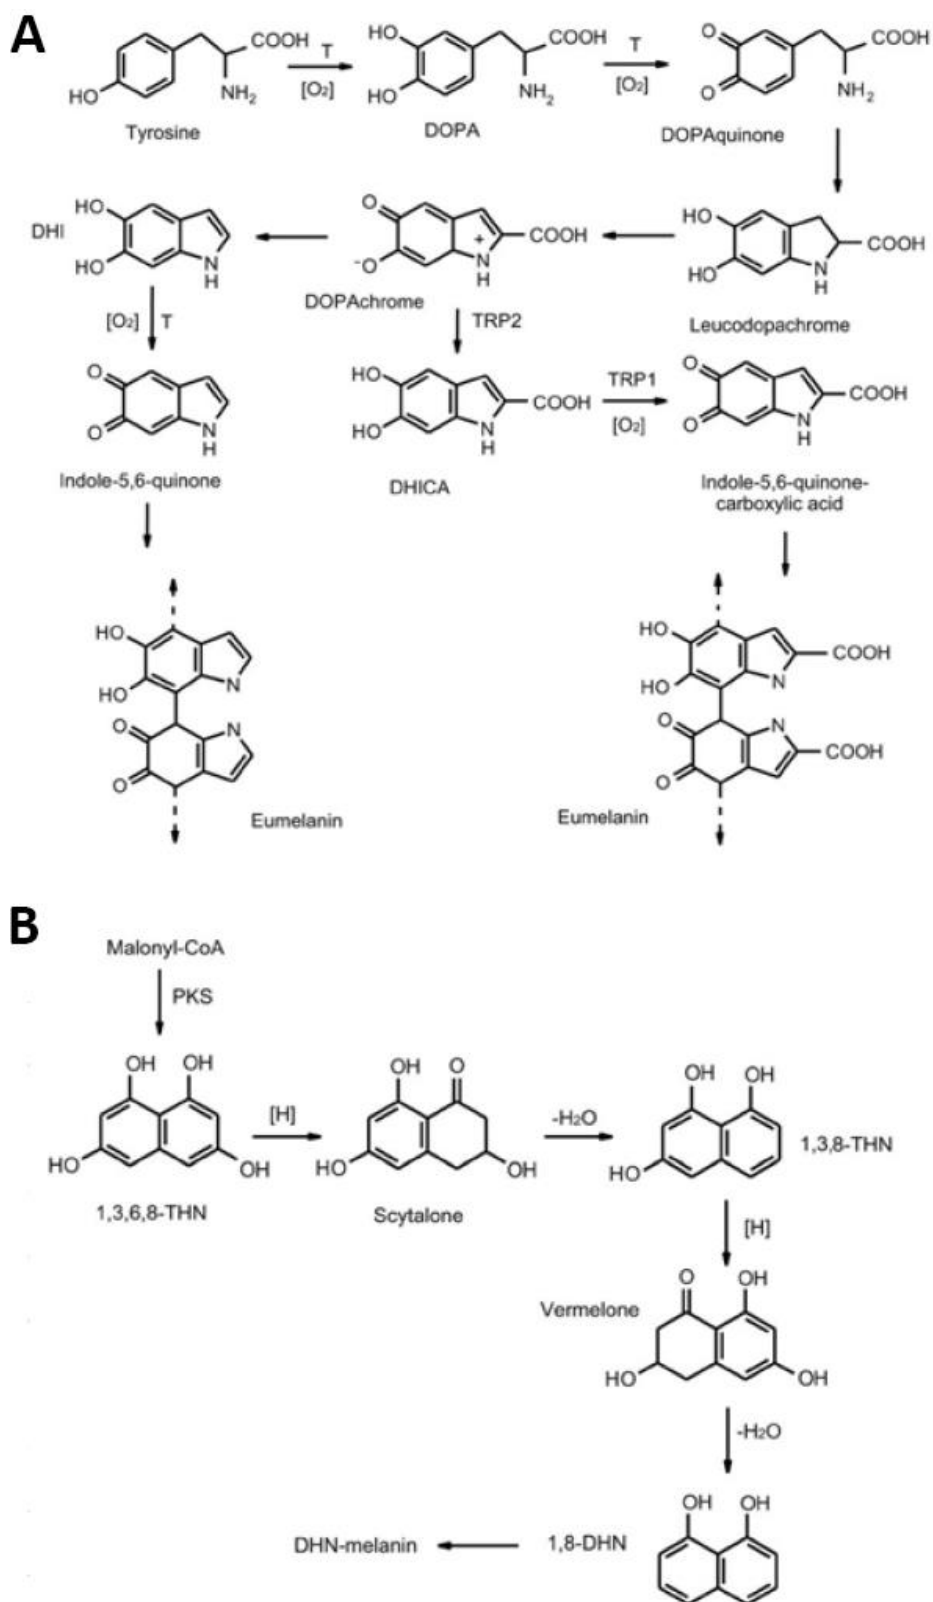 A
HO
COOH
NH2
Tyrosine
T
[O2]
HO
HO
COOH
NH2
DOPA
T
[O2]
O
O
COOH
NH2
DOPAquinone
DHI
HO
HO
N
H
O
-O
+
N
H
COOH
DOPAchrome
HO
HO
N
H
COOH
Leucodopachrome
[O2]
T
TRP2
O
O
N
H
Indole-5,6-quinone
HO
HO
N
H
COOH
DHICA
TRP1
[O2]
O
O
N
H
COOH
Indole-5,6-quinone-
carboxylic acid
HO
HO
N
O
O
N
Eumelanin
HO
HO
N
COOH
O
O
N
COOH
Eumelanin
B
Malonyl-CoA
PKS
OH
OH
HO
OH
1,3,6,8-THN
[H]
OH
O
HO
OH
Scytalone
-H2O
OH
OH
HO
1,3,8-THN
[H]
Vermelone
O
OH
HO
OH
-H2O
OH
OH
DHN-melanin
1,8-DHN